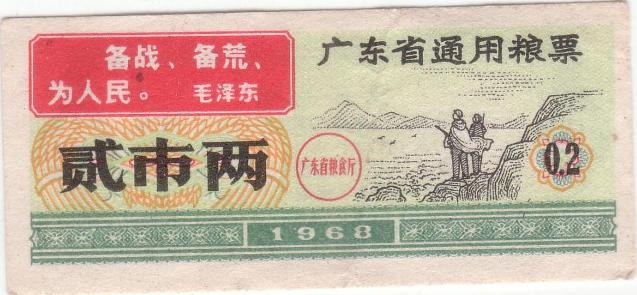 备战、备荒、
为人民。 毛泽东
广东省通用粮票
贰市两
广东省粮食厅
0.2
1968